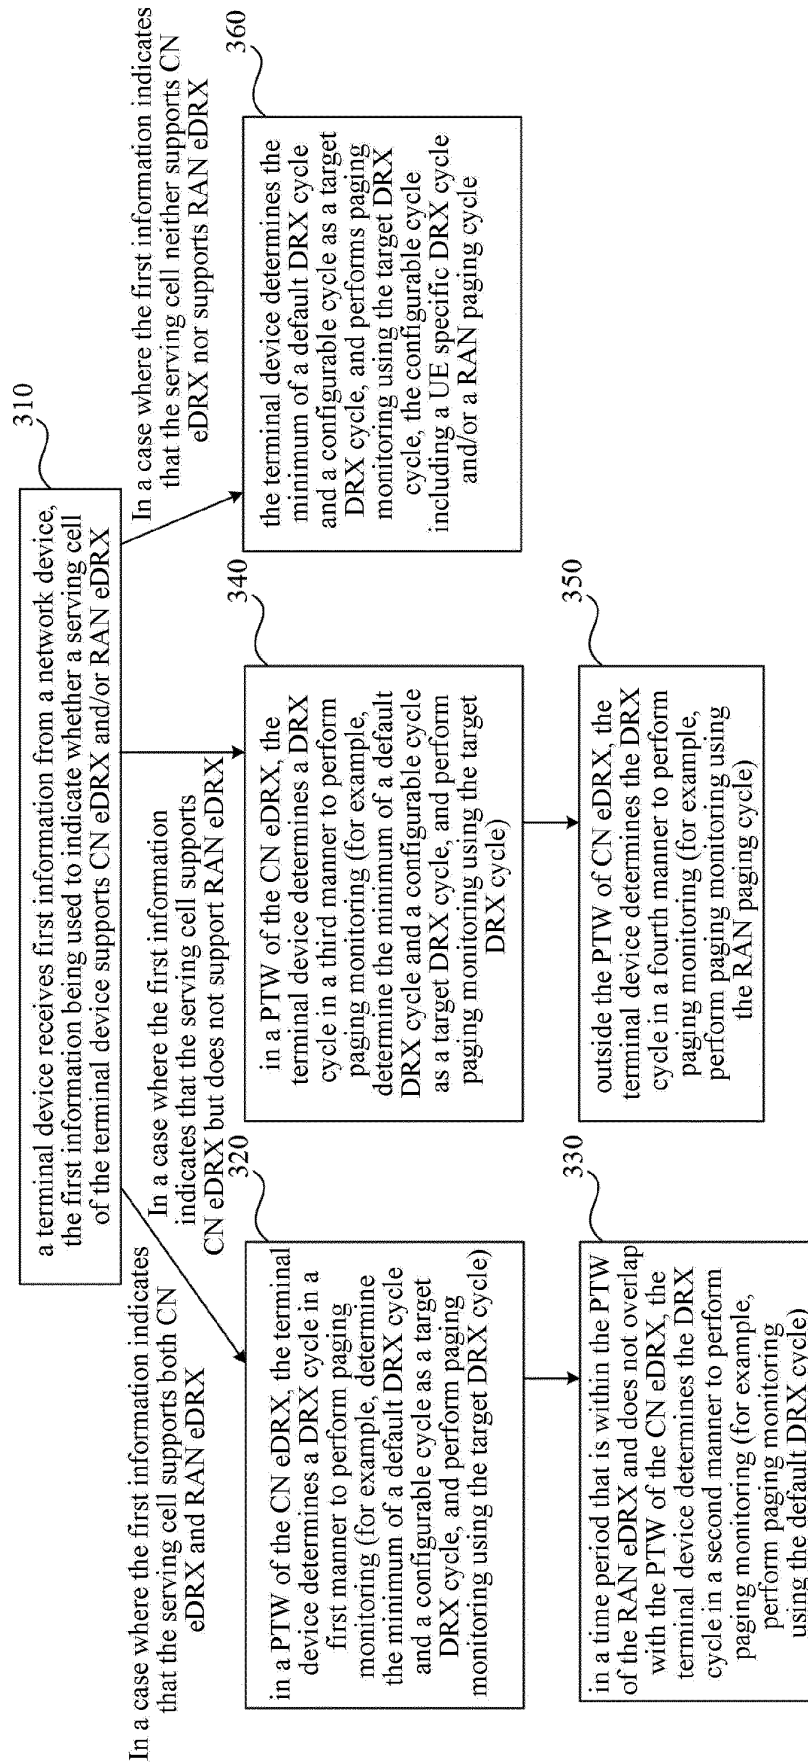 310
a terminal device receives first information from a network device,
the first information being used to indicate whether a serving cell
of the terminal device supports CN eDRX and/or RAN eDRX
In a case where the first information indicates
that the serving cell supports both CN
eDRX and RAN eDRX
In a case where the first information
indicates that the serving cell supports
CN eDRX but does not support RAN eDRX
In a case where the first information indicates
that the serving cell neither supports CN
eDRX nor supports RAN eDRX
320
in a PTW of the CN eDRX, the terminal
device determines a DRX cycle in a
first manner to perform paging
monitoring (for example, determine
the minimum of a default DRX cycle
and a configurable cycle as a target
DRX cycle, and perform paging
monitoring using the target DRX cycle)
340
in a PTW of the CN eDRX, the
terminal device determines a DRX
cycle in a third manner to perform
paging monitoring (for example,
determine the minimum of a default
DRX cycle and a configurable cycle
as a target DRX cycle, and perform
paging monitoring using the target
DRX cycle)
360
the terminal device determines the
minimum of a default DRX cycle
and a configurable cycle as a target
DRX cycle, and performs paging
monitoring using the target DRX
cycle, the configurable cycle
including a UE specific DRX cycle
and/or a RAN paging cycle
330
in a time period that is within the PTW
of the RAN eDRX and does not overlap
with the PTW of the CN eDRX, the
terminal device determines the DRX
cycle in a second manner to perform
paging monitoring (for example,
perform paging monitoring
using the default DRX cycle)
350
outside the PTW of CN eDRX, the
terminal device determines the DRX
cycle in a fourth manner to perform
paging monitoring (for example,
perform paging monitoring using
the RAN paging cycle)